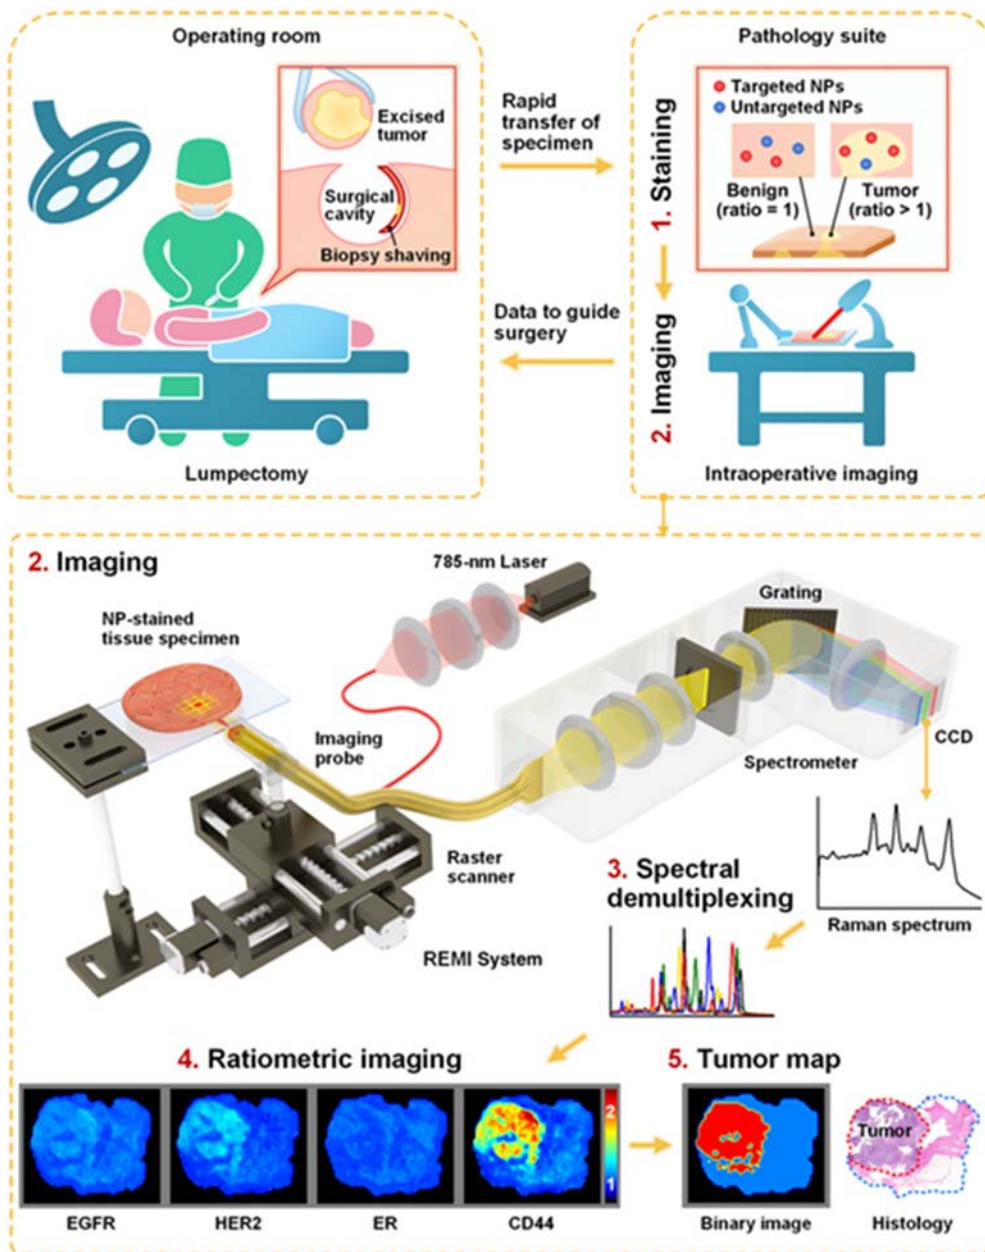 Operating room
Excised
tumor
Surgical
cavity
Biopsy shaving
Lumpectomy
Rapid
transfer of
specimen
Data to guide
surgery
Pathology suite
1. Staining
Targeted NPs
Untargeted NPs
Benign
(ratio = 1)
Tumor
(ratio > 1)
2. Imaging
Intraoperative imaging
2. Imaging
785-nm Laser
NP-stained
tissue specimen
Imaging
probe
Grating
CCD
Spectrometer
Raster
scanner
REMI System
Raman spectrum
3. Spectral
demultiplexing
4. Ratiometric imaging
2
1
EGFR
HER2
ER
CD44
5. Tumor map
Tumor
Binary image
Histology